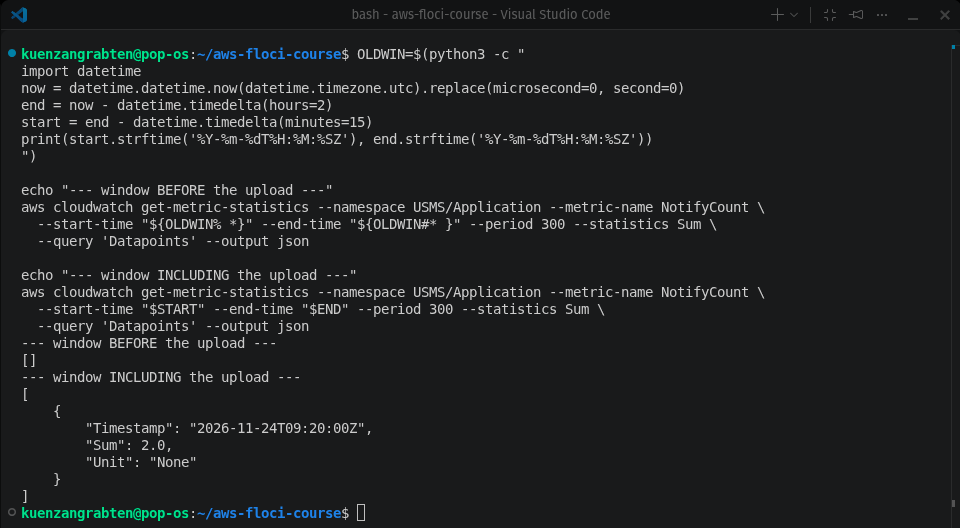 bash - aws-floci-course - Visual Studio Code
kuenzangrabten@pop-os:~/aws-floci-course$ OLDWIN=$(python3 -c "
import datetime
now = datetime.datetime.now(datetime.timezone.utc).replace(microsecond=0, second=0)
end = now - datetime.timedelta(hours=2)
start = end - datetime.timedelta(minutes=15)
print(start.strftime('%Y-%m-%dT%H:%M:%SZ'), end.strftime('%Y-%m-%dT%H:%M:%SZ'))
")
echo "--- window BEFORE the upload ---"
aws cloudwatch get-metric-statistics --namespace USMS/Application --metric-name NotifyCount \
  --start-time "${OLDWIN% *}" --end-time "${OLDWIN#* }" --period 300 --statistics Sum \
  --query 'Datapoints' --output json
echo "--- window INCLUDING the upload ---"
aws cloudwatch get-metric-statistics --namespace USMS/Application --metric-name NotifyCount \
  --start-time "$START" --end-time "$END" --period 300 --statistics Sum \
  --query 'Datapoints' --output json
--- window BEFORE the upload ---
[]
--- window INCLUDING the upload ---
[
    {
        "Timestamp": "2026-11-24T09:20:00Z",
        "Sum": 2.0,
        "Unit": "None"
    }
]
kuenzangrabten@pop-os:~/aws-floci-course$